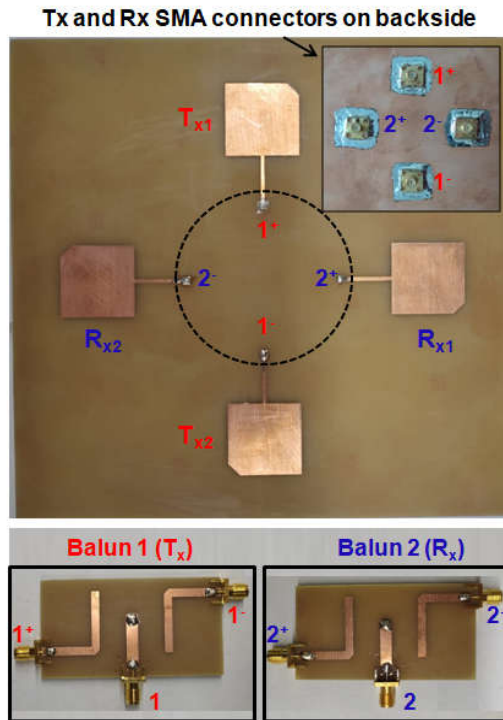 Tx and Rx SMA connectors on backside
1+
2+ 2-
1-
Tx1
1+
2- 2+
Rx2 Rx1
1-
Tx2
Balun 1 (Tx) Balun 2 (Rx)
1+ 1-
1
2+ 2-
2